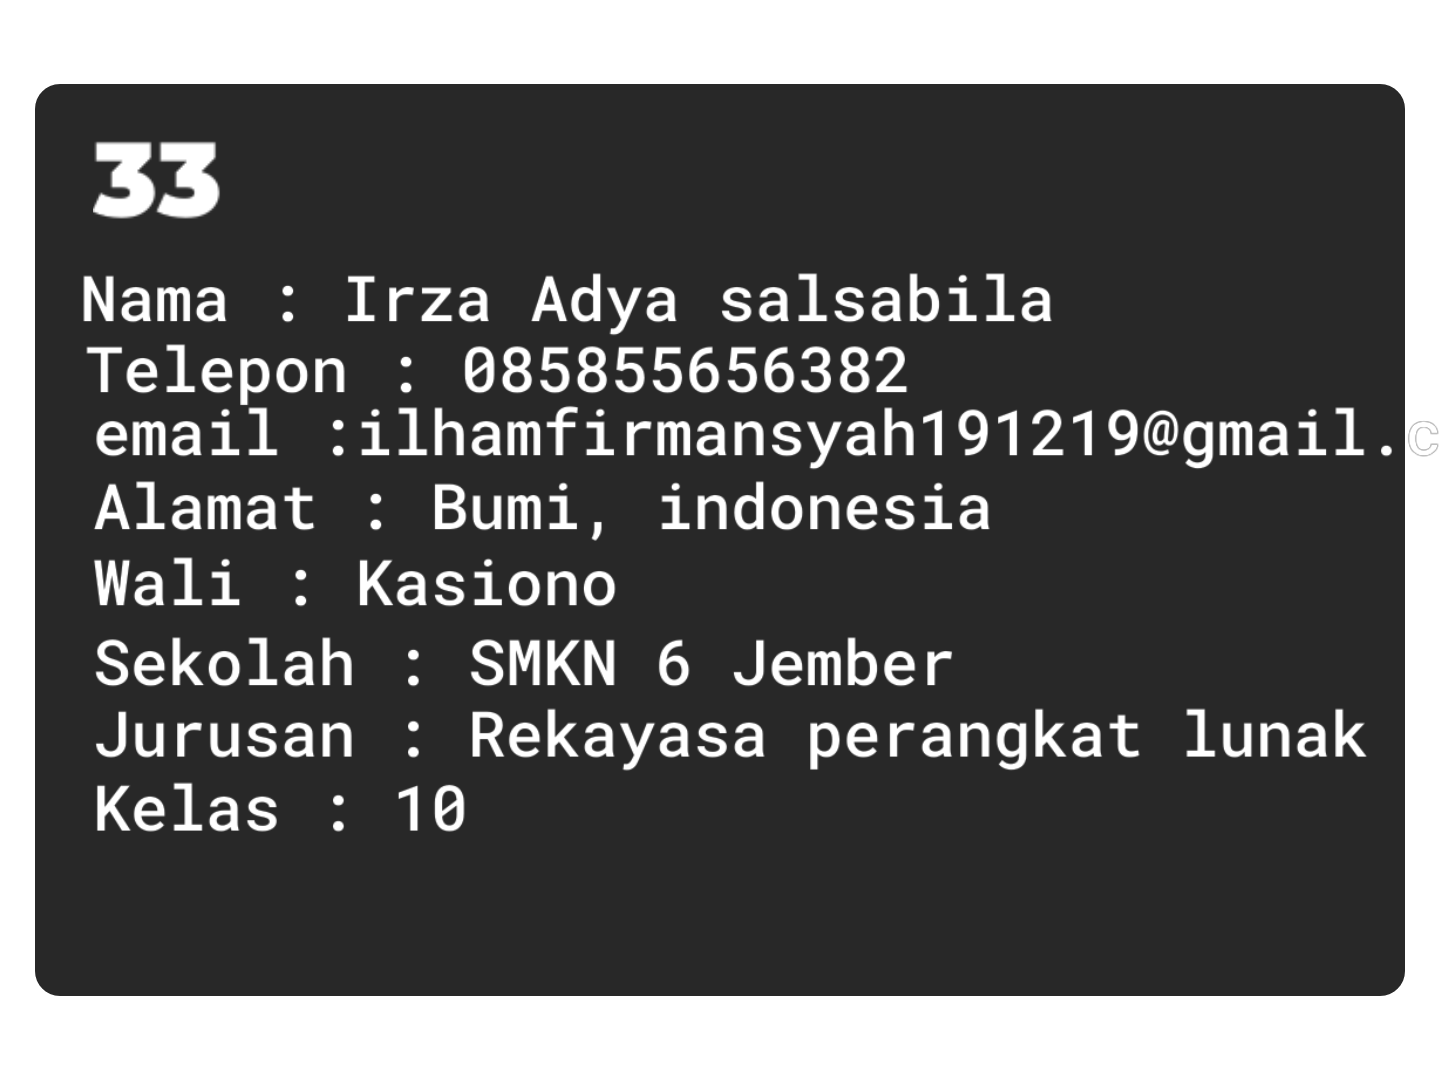 33
Nama : Irza Adya salsabila
Telepon : 085855656382
email :ilhamfirmansyah191219@gmail.c
Alamat : Bumi, indonesia
Wali : Kasiono
Sekolah : SMKN 6 Jember
Jurusan : Rekayasa perangkat lunak
Kelas : 10